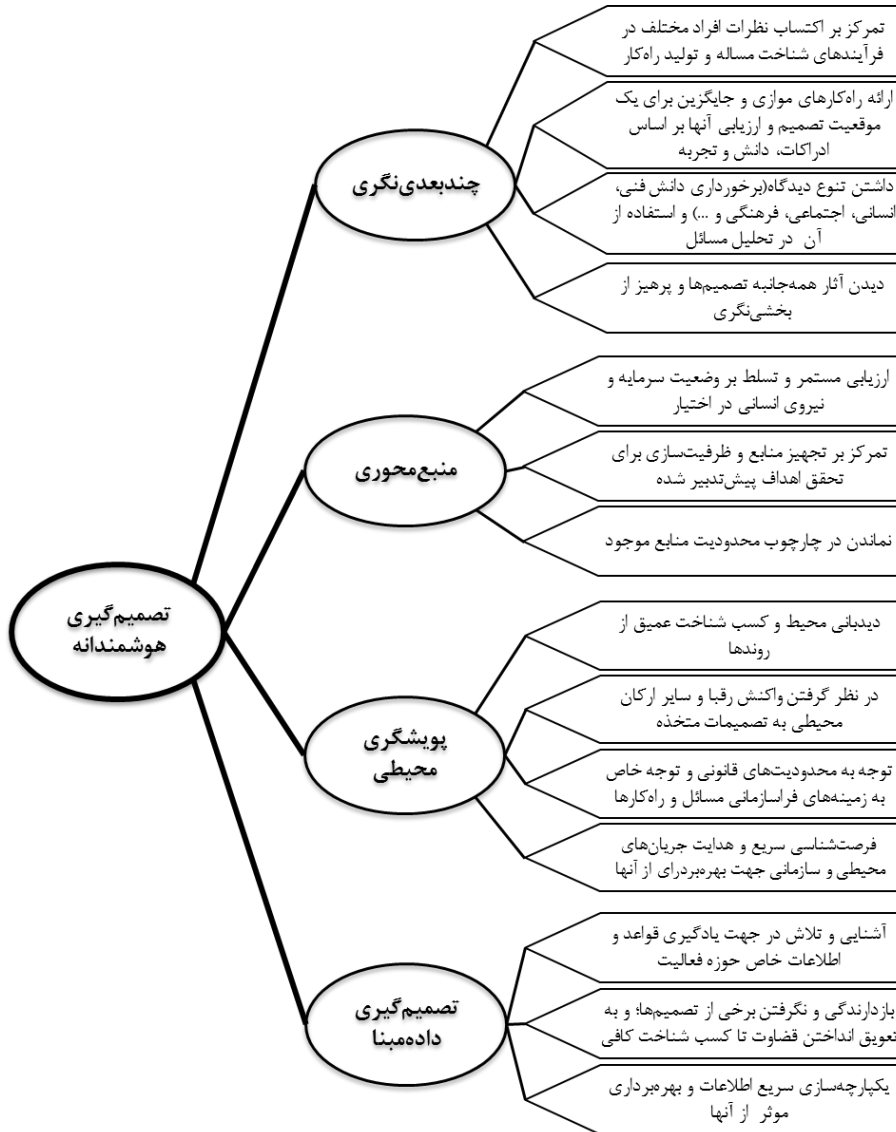 تمرکز بر اکتساب نظرات افراد مختلف در
فرآیندهای شناخت مساله و تولید راه‌کار
ارائه راه‌کارهای موازی و جایگزین برای یک
موقعیت تصمیم و ارزیابی آنها بر اساس
ادراکات، دانش و تجربه
چندبعدی‌نگری
داشتن تنوع دیدگاه(برخورداری دانش فنی،
انسانی، اجتماعی، فرهنگی و ...) و استفاده از
آن در تحلیل مسائل
دیدن آثار همه‌جانبه تصمیم‌ها و پرهیز از
بخشی‌نگری
ارزیابی مستمر و تسلط بر وضعیت سرمایه و
نیروی انسانی در اختیار
منبع‌محوری
تمرکز بر تجهیز منابع و ظرفیت‌سازی برای
تحقق اهداف پیش‌تدبیر شده
نماندن در چارچوب محدودیت منابع موجود
تصمیم‌گیری
هوشمندانه
دیدبانی محیط و کسب شناخت عمیق از
روندها
در نظر گرفتن واکنش رقبا و سایر ارکان
محیطی به تصمیمات متخذه
پویشگری
محیطی
توجه به محدودیت‌های قانونی و توجه خاص
به زمینه‌های فراسازمانی مسائل و راه‌کارها
فرصت‌شناسی سریع و هدایت جریان‌های
محیطی و سازمانی جهت بهره‌بردرای از آنها
آشنایی و تلاش در جهت یادگیری قواعد و
اطلاعات خاص حوزه فعالیت
تصمیم‌گیری
داده‌مبنا
بازدارندگی و نگرفتن برخی از تصمیم‌ها؛ و به
تعویق انداختن قضاوت تا کسب شناخت کافی
یکپارچه‌سازی سریع اطلاعات و بهره‌برداری
موثر از آنها